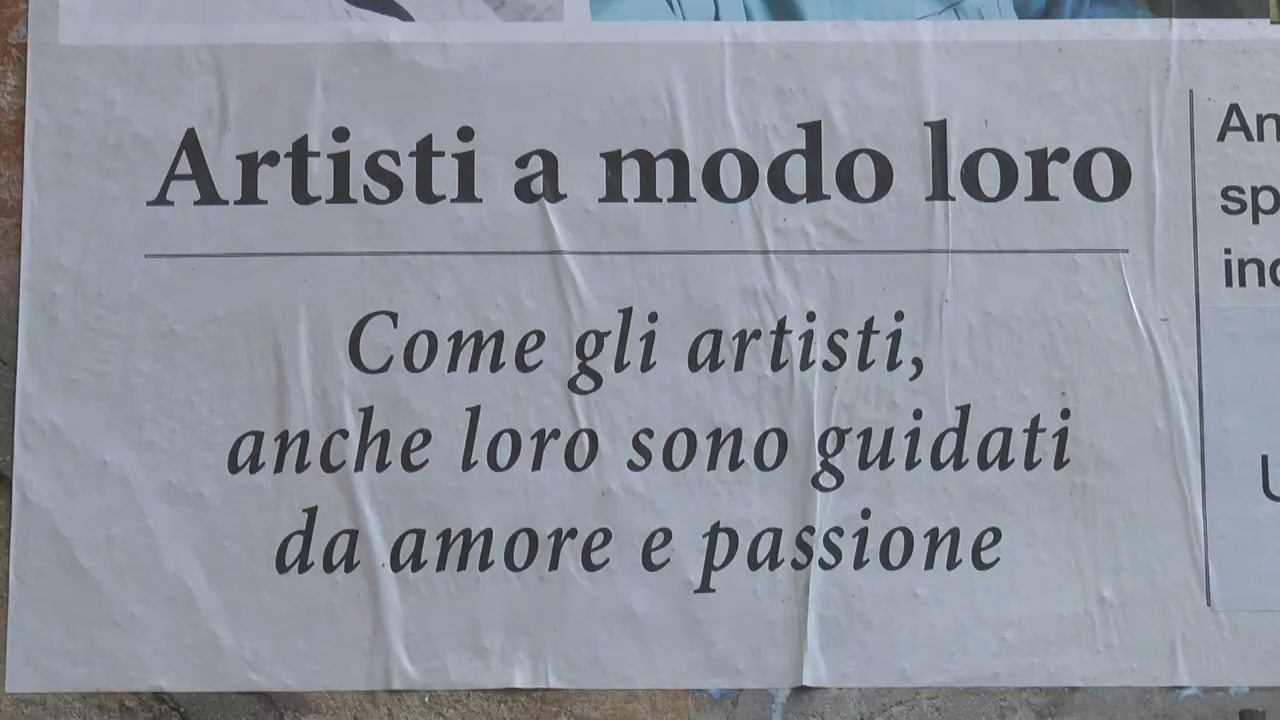 Artisti a modo loro
Come gli artisti,
anche loro sono guidati
da amore e passione